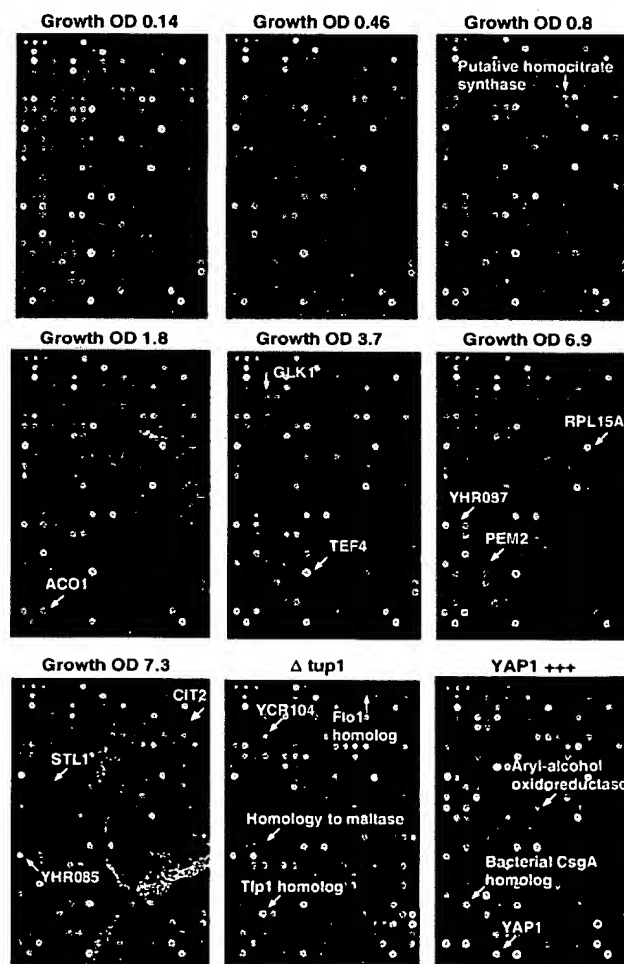 Growth OD 0.14
Growth OD 0.46
Growth OD 0.8
Putative homocitrate
synthase
Growth OD 1.8
Growth OD 3.7
Growth OD 6.9
GLK1
RPL15A
YHR097
PEM2
TEF4
ACO1
Growth OD 7.3
Δ tup1
YAP1 +++
CIT2
YCR104
Flo1
homolog
STL1
Aryl-alcohol
oxidoreductase
Homology to maltase
YHR085
Bacterial CsgA
homolog
Tfp1 homolog
YAP1